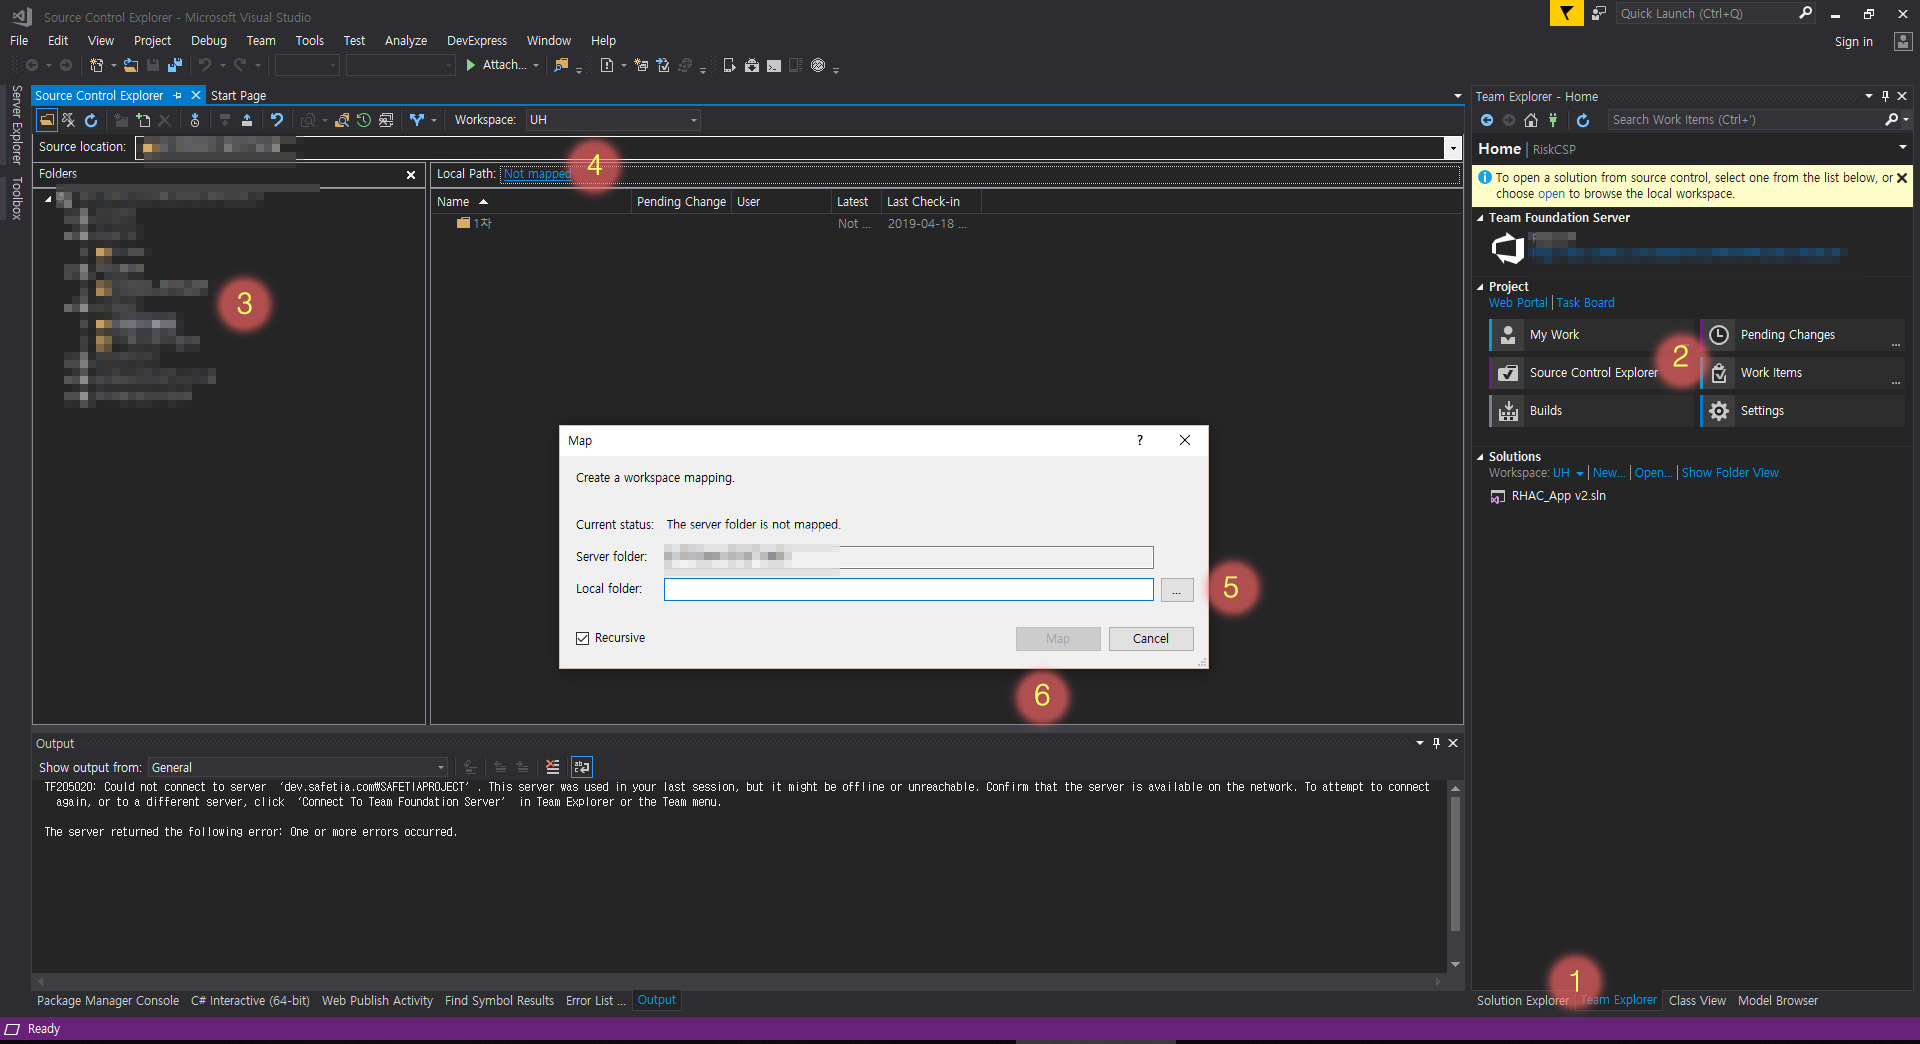 Source Control Explorer - Microsoft Visual Studio
Quick Launch (Ctrl+Q)
File Edit View Project Debug Team Tools Test Analyze DevExpress Window Help
Sign in
Attach...
Server Explorer
Toolbox
Source Control Explorer
Start Page
Workspace: UH
Source location:
Folders
Local Path: Not mapped
4
Name Pending Change User Latest Last Check-in
1차 Not ... 2019-04-18 ...
3
Map
?
Create a workspace mapping.
Current status: The server folder is not mapped.
Server folder:
Local folder:
...
5
Recursive
Map
Cancel
6
Output
Show output from: General
TF205020: Could not connect to server ‘dev.safetia.com₩SAFETIAPROJECT’. This server was used in your last session, but it might be offline or unreachable. Confirm that the server is available on the network. To attempt to connect
again, or to a different server, click ‘Connect To Team Foundation Server’ in Team Explorer or the Team menu.
The server returned the following error: One or more errors occurred.
Package Manager Console C# Interactive (64-bit) Web Publish Activity Find Symbol Results Error List ... Output
Ready
Team Explorer - Home
Search Work Items (Ctrl+')
Home | RiskCSP
To open a solution from source control, select one from the list below, or
choose open to browse the local workspace.
Team Foundation Server
Project
Web Portal | Task Board
My Work
Pending Changes
...
2
Source Control Explorer
Work Items
...
Builds
Settings
Solutions
Workspace: UH | New... | Open... | Show Folder View
RHAC_App v2.sln
1
Solution Explorer Team Explorer Class View Model Browser